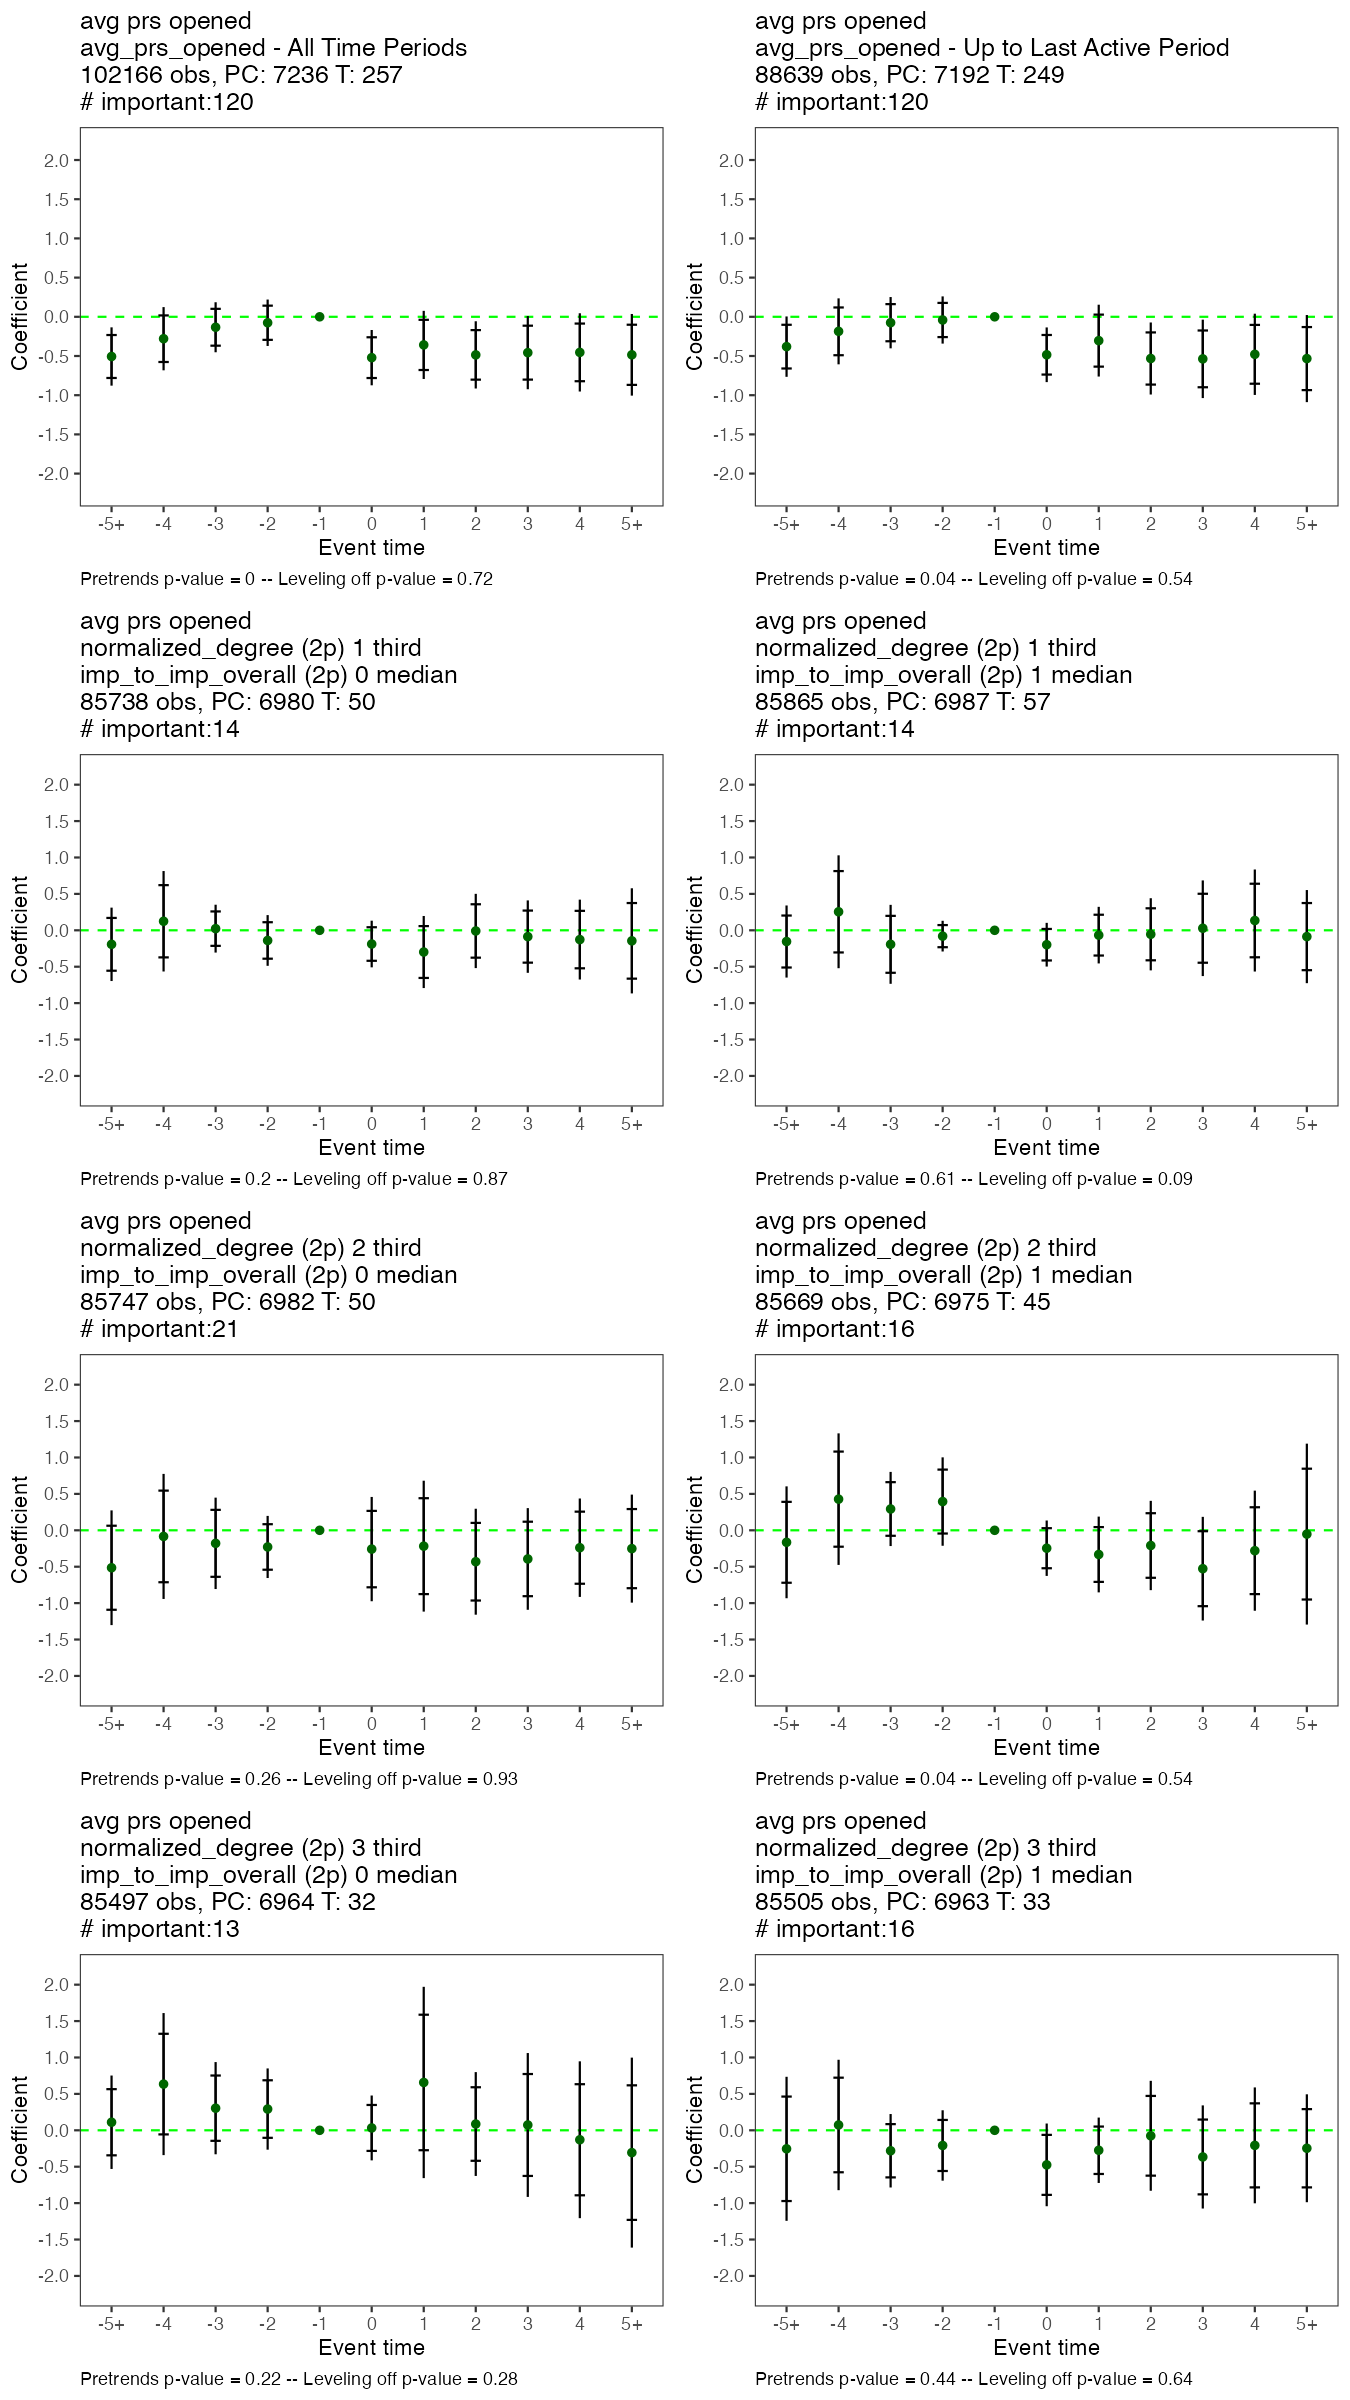 avg prs opened
avg_prs_opened - All Time Periods
102166 obs, PC: 7236 T: 257
# important:120
2.0
1.5
1.0
0.5
0.0
-0.5
-1.0
-1.5
-2.0
Coefficient
-5+ -4 -3 -2 -1 0 1 2 3 4 5+
Event time
Pretrends p-value = 0 -- Leveling off p-value = 0.72
avg prs opened
avg_prs_opened - Up to Last Active Period
88639 obs, PC: 7192 T: 249
# important:120
2.0
1.5
1.0
0.5
0.0
-0.5
-1.0
-1.5
-2.0
Coefficient
-5+ -4 -3 -2 -1 0 1 2 3 4 5+
Event time
Pretrends p-value = 0.04 -- Leveling off p-value = 0.54
avg prs opened
normalized_degree (2p) 1 third
imp_to_imp_overall (2p) 0 median
85738 obs, PC: 6980 T: 50
# important:14
2.0
1.5
1.0
0.5
0.0
-0.5
-1.0
-1.5
-2.0
Coefficient
-5+ -4 -3 -2 -1 0 1 2 3 4 5+
Event time
Pretrends p-value = 0.2 -- Leveling off p-value = 0.87
avg prs opened
normalized_degree (2p) 1 third
imp_to_imp_overall (2p) 1 median
85865 obs, PC: 6987 T: 57
# important:14
2.0
1.5
1.0
0.5
0.0
-0.5
-1.0
-1.5
-2.0
Coefficient
-5+ -4 -3 -2 -1 0 1 2 3 4 5+
Event time
Pretrends p-value = 0.61 -- Leveling off p-value = 0.09
avg prs opened
normalized_degree (2p) 2 third
imp_to_imp_overall (2p) 0 median
85747 obs, PC: 6982 T: 50
# important:21
2.0
1.5
1.0
0.5
0.0
-0.5
-1.0
-1.5
-2.0
Coefficient
-5+ -4 -3 -2 -1 0 1 2 3 4 5+
Event time
Pretrends p-value = 0.26 -- Leveling off p-value = 0.93
avg prs opened
normalized_degree (2p) 2 third
imp_to_imp_overall (2p) 1 median
85669 obs, PC: 6975 T: 45
# important:16
2.0
1.5
1.0
0.5
0.0
-0.5
-1.0
-1.5
-2.0
Coefficient
-5+ -4 -3 -2 -1 0 1 2 3 4 5+
Event time
Pretrends p-value = 0.04 -- Leveling off p-value = 0.54
avg prs opened
normalized_degree (2p) 3 third
imp_to_imp_overall (2p) 0 median
85497 obs, PC: 6964 T: 32
# important:13
2.0
1.5
1.0
0.5
0.0
-0.5
-1.0
-1.5
-2.0
Coefficient
-5+ -4 -3 -2 -1 0 1 2 3 4 5+
Event time
Pretrends p-value = 0.22 -- Leveling off p-value = 0.28
avg prs opened
normalized_degree (2p) 3 third
imp_to_imp_overall (2p) 1 median
85505 obs, PC: 6963 T: 33
# important:16
2.0
1.5
1.0
0.5
0.0
-0.5
-1.0
-1.5
-2.0
Coefficient
-5+ -4 -3 -2 -1 0 1 2 3 4 5+
Event time
Pretrends p-value = 0.44 -- Leveling off p-value = 0.64